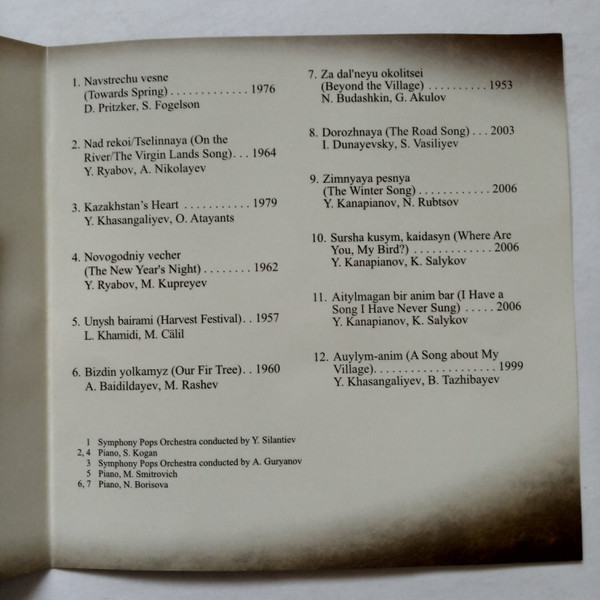 1. Navstrechu vesne
(Towards Spring) . . . . . . . . . . . . 1976
D. Pritzker, S. Fogelson
2. Nad rekoi/Tselinnaya (On the
River/The Virgin Lands Song). . . 1964
Y. Ryabov, A. Nikolayev
3. Kazakhstan's Heart . . . . . . . . . . 1979
Y. Khasangaliyev, O. Atayants
4. Novogodniy vecher
(The New Year's Night) . . . . . . . . 1962
Y. Ryabov, M. Kupreyev
5. Unysh bairami (Harvest Festival). . 1957
L. Khamidi, M. Cälil
6. Bizdin yolkamyz (Our Fir Tree). . 1960
A. Baidildayev, M. Rashev
7. Za dal'neyu okolitsei
(Beyond the Village) . . . . . . . . . . 1953
N. Budashkin, G. Akulov
8. Dorozhnaya (The Road Song) . . . 2003
I. Dunayevsky, S. Vasiliyev
9. Zimnyaya pesnya
(The Winter Song) . . . . . . . . . . . . 2006
Y. Kanapianov, N. Rubtsov
10. Sursha kusym, kaidasyn (Where Are
You, My Bird?) . . . . . . . . . . . . . 2006
Y. Kanapianov, K. Salykov
11. Aitylmagan bir anim bar (I Have a
Song I Have Never Sung) . . . . . 2006
Y. Kanapianov, K. Salykov
12. Auylym-anim (A Song about My
Village). . . . . . . . . . . . . . . . . . . . 1999
Y. Khasangaliyev, B. Tazhibayev
1 Symphony Pops Orchestra conducted by Y. Silantiev
2, 4 Piano, S. Kogan
3 Symphony Pops Orchestra conducted by A. Guryanov
5 Piano, M. Smitrovich
6, 7 Piano, N. Borisova